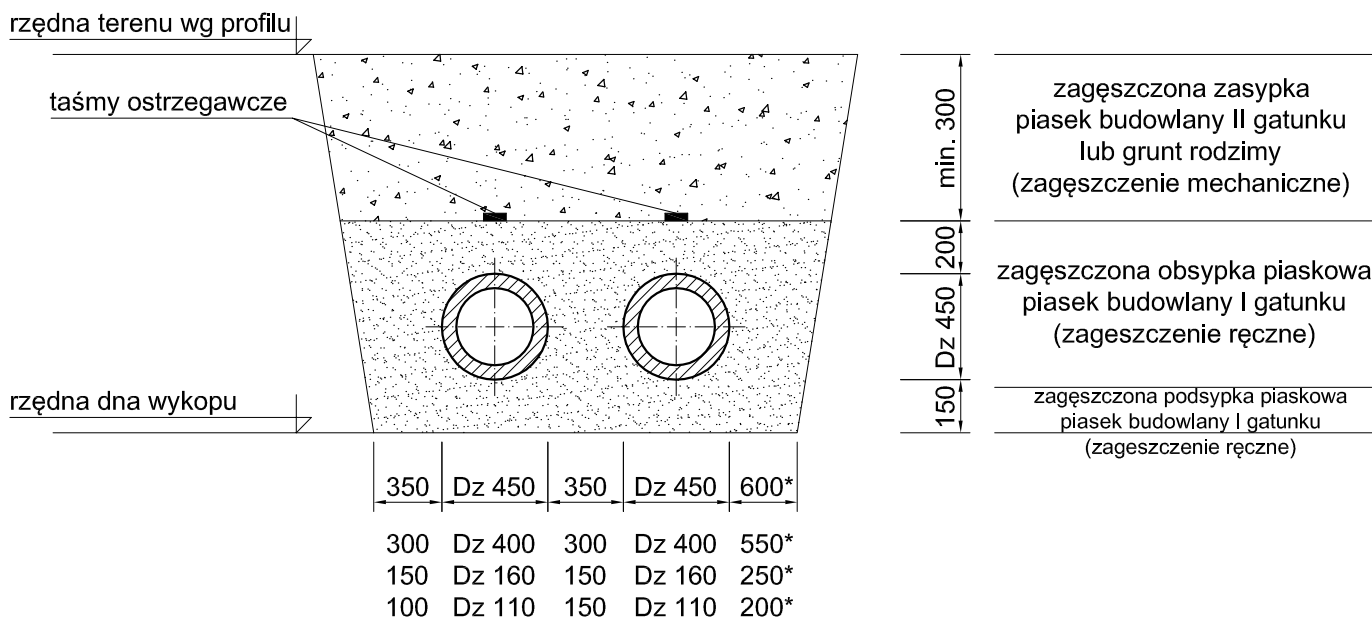 rzędna terenu wg profilu
taśmy ostrzegawcze
rzędna dna wykopu
min. 300
200
Dz 450
150
zagęszczona zasypka
piasek budowlany II gatunku
lub grunt rodzimy
(zagęszczenie mechaniczne)
zagęszczona obsypka piaskowa
piasek budowlany I gatunku
(zageszczenie ręczne)
zagęszczona podsypka piaskowa
piasek budowlany I gatunku
(zageszczenie ręczne)
350 Dz 450 350 Dz 450 600*
300 Dz 400 300 Dz 400 550*
150 Dz 160 150 Dz 160 250*
100 Dz 110 150 Dz 110 200*